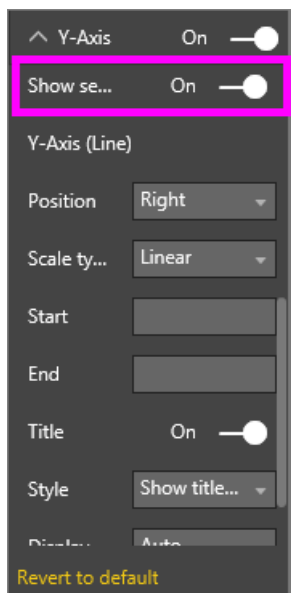 Y-Axis On
Show se... On
Y-Axis (Line)
Position Right
Scale ty... Linear
Start
End
Title On
Style Show title...
Display Auto
Revert to default